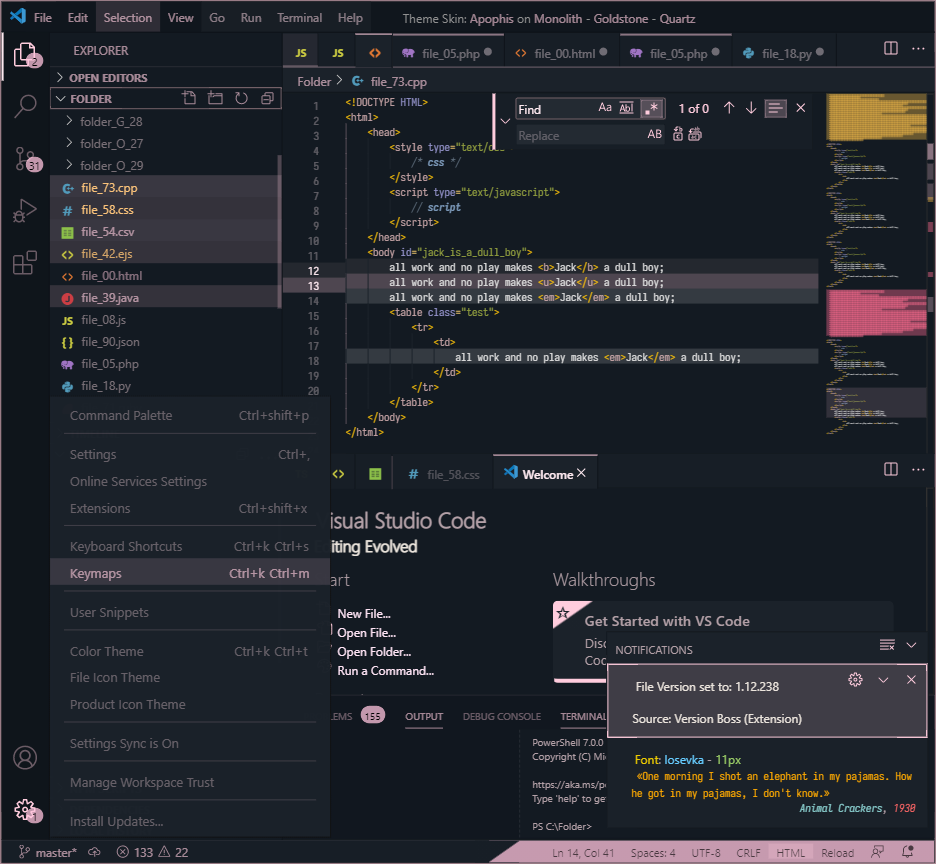 File Edit Selection View Go Run Terminal Help Theme Skin: Apophis on Monolith - Goldstone - Quartz
2
31
1
EXPLORER
OPEN EDITORS
FOLDER
folder_G_28
folder_O_27
folder_O_29
file_73.cpp
# file_58.css
file_54.csv
<> file_42.ejs
<> file_00.html
file_39.java
JS file_08.js
{} file_90.json
file_05.php
file_18.py
JS JS <> file_05.php <> file_00.html file_05.php file_18.py
Folder > file_73.cpp
1 <!DOCTYPE HTML>
2 <html>
3 <head>
4 <style type="text/
5 /* css */
6 </style>
7 <script type="text/javascript">
8 // script
9 </script>
10 </head>
11 <body id="jack_is_a_dull_boy">
12 all work and no play makes <b>Jack</b> a dull boy;
13 all work and no play makes <u>Jack</u> a dull boy;
14 all work and no play makes <em>Jack</em> a dull boy;
15 <table class="test">
16 <tr>
17 <td>
18 all work and no play makes <em>Jack</em> a dull boy;
19 </td>
20 </tr>
</table>
</body>
</html>
Find Aa Abl .* 1 of 0
Replace AB
Command Palette Ctrl+shift+p
Settings Ctrl+,
Online Services Settings
Extensions Ctrl+shift+x
Keyboard Shortcuts Ctrl+k Ctrl+s
Keymaps Ctrl+k Ctrl+m
User Snippets
Color Theme Ctrl+k Ctrl+t
File Icon Theme
Product Icon Theme
Settings Sync is On
Manage Workspace Trust
Install Updates...
<> # file_58.css Welcome
isual Studio Code
iting Evolved
art
New File...
Open File...
Open Folder...
Run a Command...
Walkthroughs
Get Started with VS Code
Disc
Coc
LEMS 155 OUTPUT DEBUG CONSOLE TERMINAL
PowerShell 7.0.0
Copyright (C) Mi
https://aka.ms/p
Type 'help' to ge
PS C:\Folder>
NOTIFICATIONS
File Version set to: 1.12.238
Source: Version Boss (Extension)
Font: Iosevka - 11px
«One morning I shot an elephant in my pajamas. How
he got in my pajamas, I don't know.»
Animal Crackers, 1930
master* 133 22 Ln 14, Col 41 Spaces: 4 UTF-8 CRLF HTML Reload